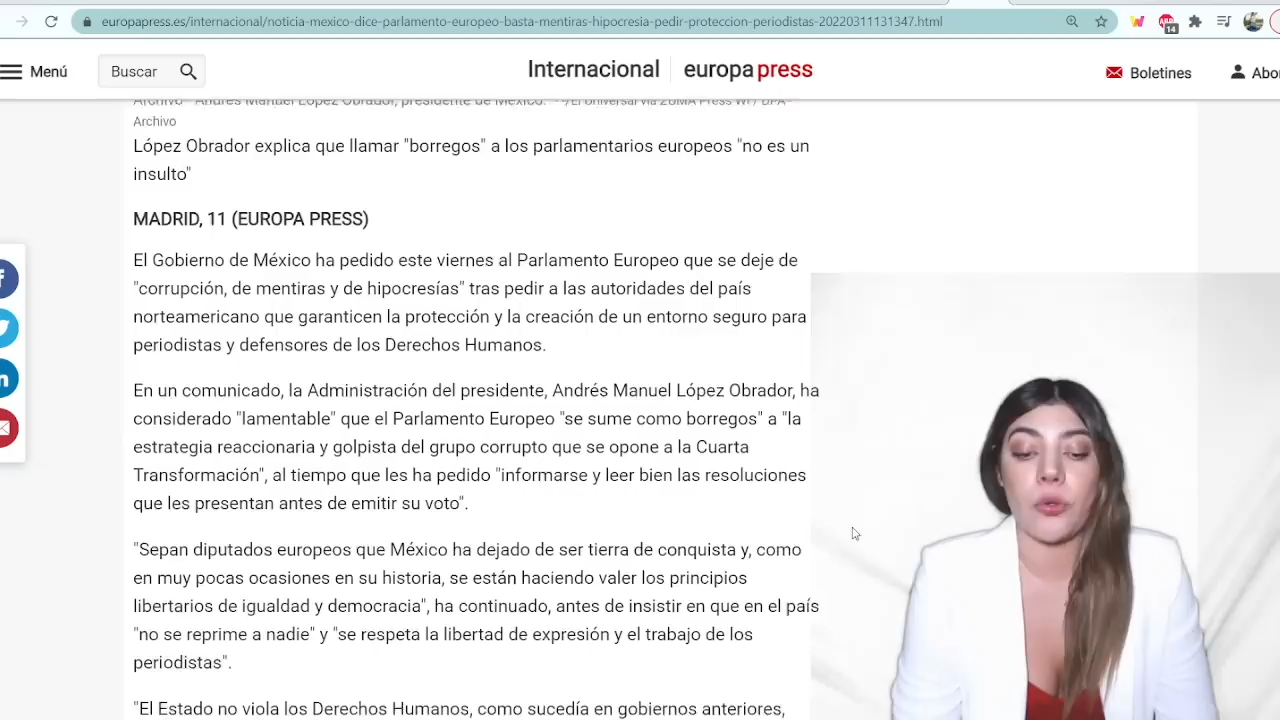 europapress.es/internacional/noticia-mexico-dice-parlamento-europeo-basta-mentiras-hipocresia-pedir-proteccion-periodistas-20220311131347.html
14
Menú
Buscar
Internacional
europapress
Boletines
Abo
Archivo - Andrés Manuel López Obrador, presidente de México. - -/El Universal via ZUMA Press Wi / DPA -
Archivo
López Obrador explica que llamar "borregos" a los parlamentarios europeos "no es un
insulto"
MADRID, 11 (EUROPA PRESS)
El Gobierno de México ha pedido este viernes al Parlamento Europeo que se deje de
"corrupción, de mentiras y de hipocresías" tras pedir a las autoridades del país
norteamericano que garanticen la protección y la creación de un entorno seguro para
periodistas y defensores de los Derechos Humanos.
En un comunicado, la Administración del presidente, Andrés Manuel López Obrador, ha
considerado "lamentable" que el Parlamento Europeo "se sume como borregos" a "la
estrategia reaccionaria y golpista del grupo corrupto que se opone a la Cuarta
Transformación", al tiempo que les ha pedido "informarse y leer bien las resoluciones
que les presentan antes de emitir su voto".
"Sepan diputados europeos que México ha dejado de ser tierra de conquista y, como
en muy pocas ocasiones en su historia, se están haciendo valer los principios
libertarios de igualdad y democracia", ha continuado, antes de insistir en que en el país
"no se reprime a nadie" y "se respeta la libertad de expresión y el trabajo de los
periodistas".
"El Estado no viola los Derechos Humanos, como sucedía en gobiernos anteriores,